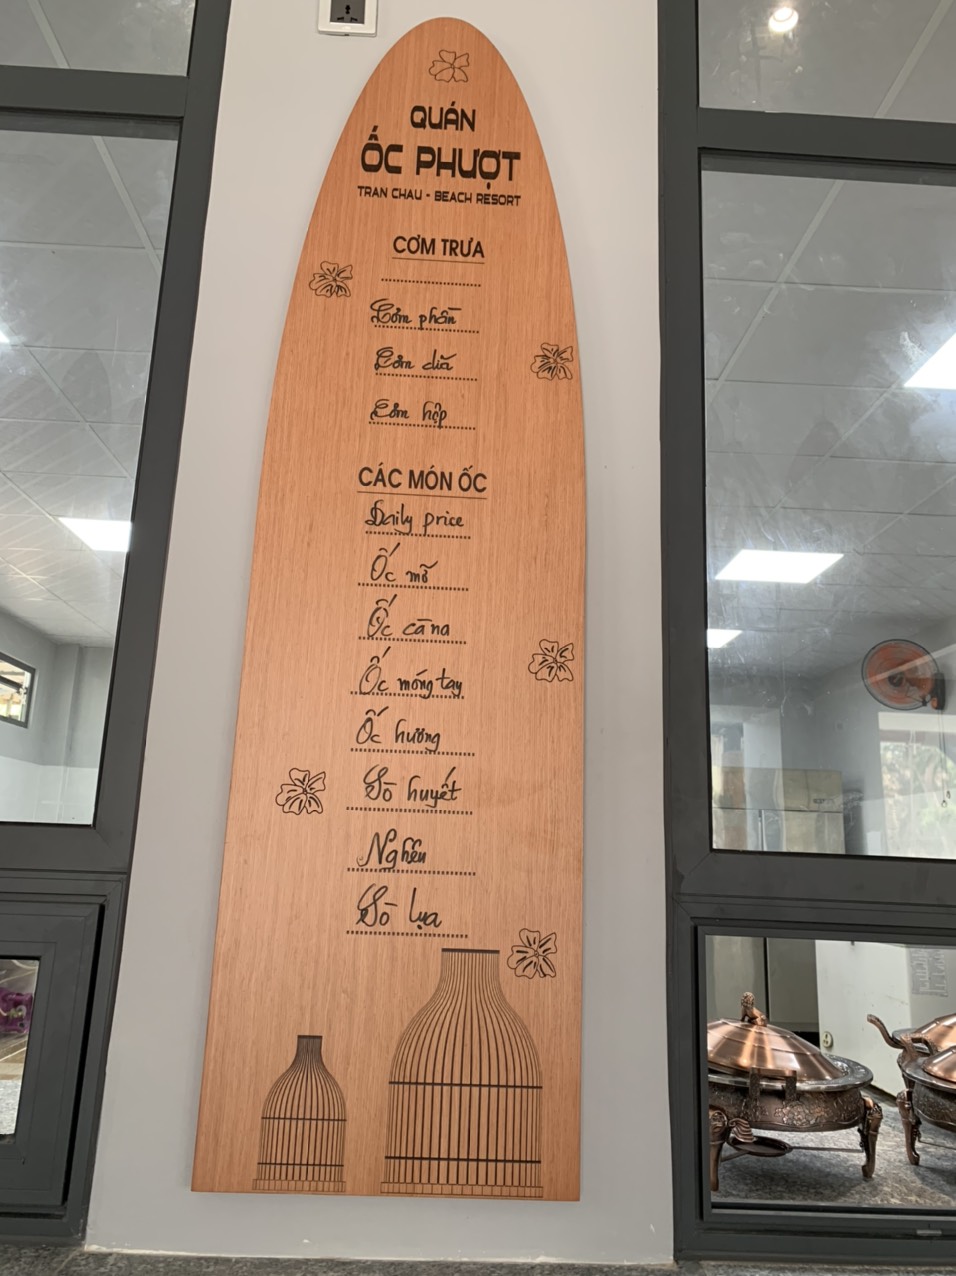 QUÁN
ỐC PHƯỢT
TRAN CHAU - BEACH RESORT
CƠM TRƯA
Cơm phần
Cơm dĩa
Cơm hộp
CÁC MÓN ỐC
Daily price
Ốc mỡ
Ốc cà na
Ốc móng tay
Ốc hương
Sò huyết
Nghêu
Sò lụa